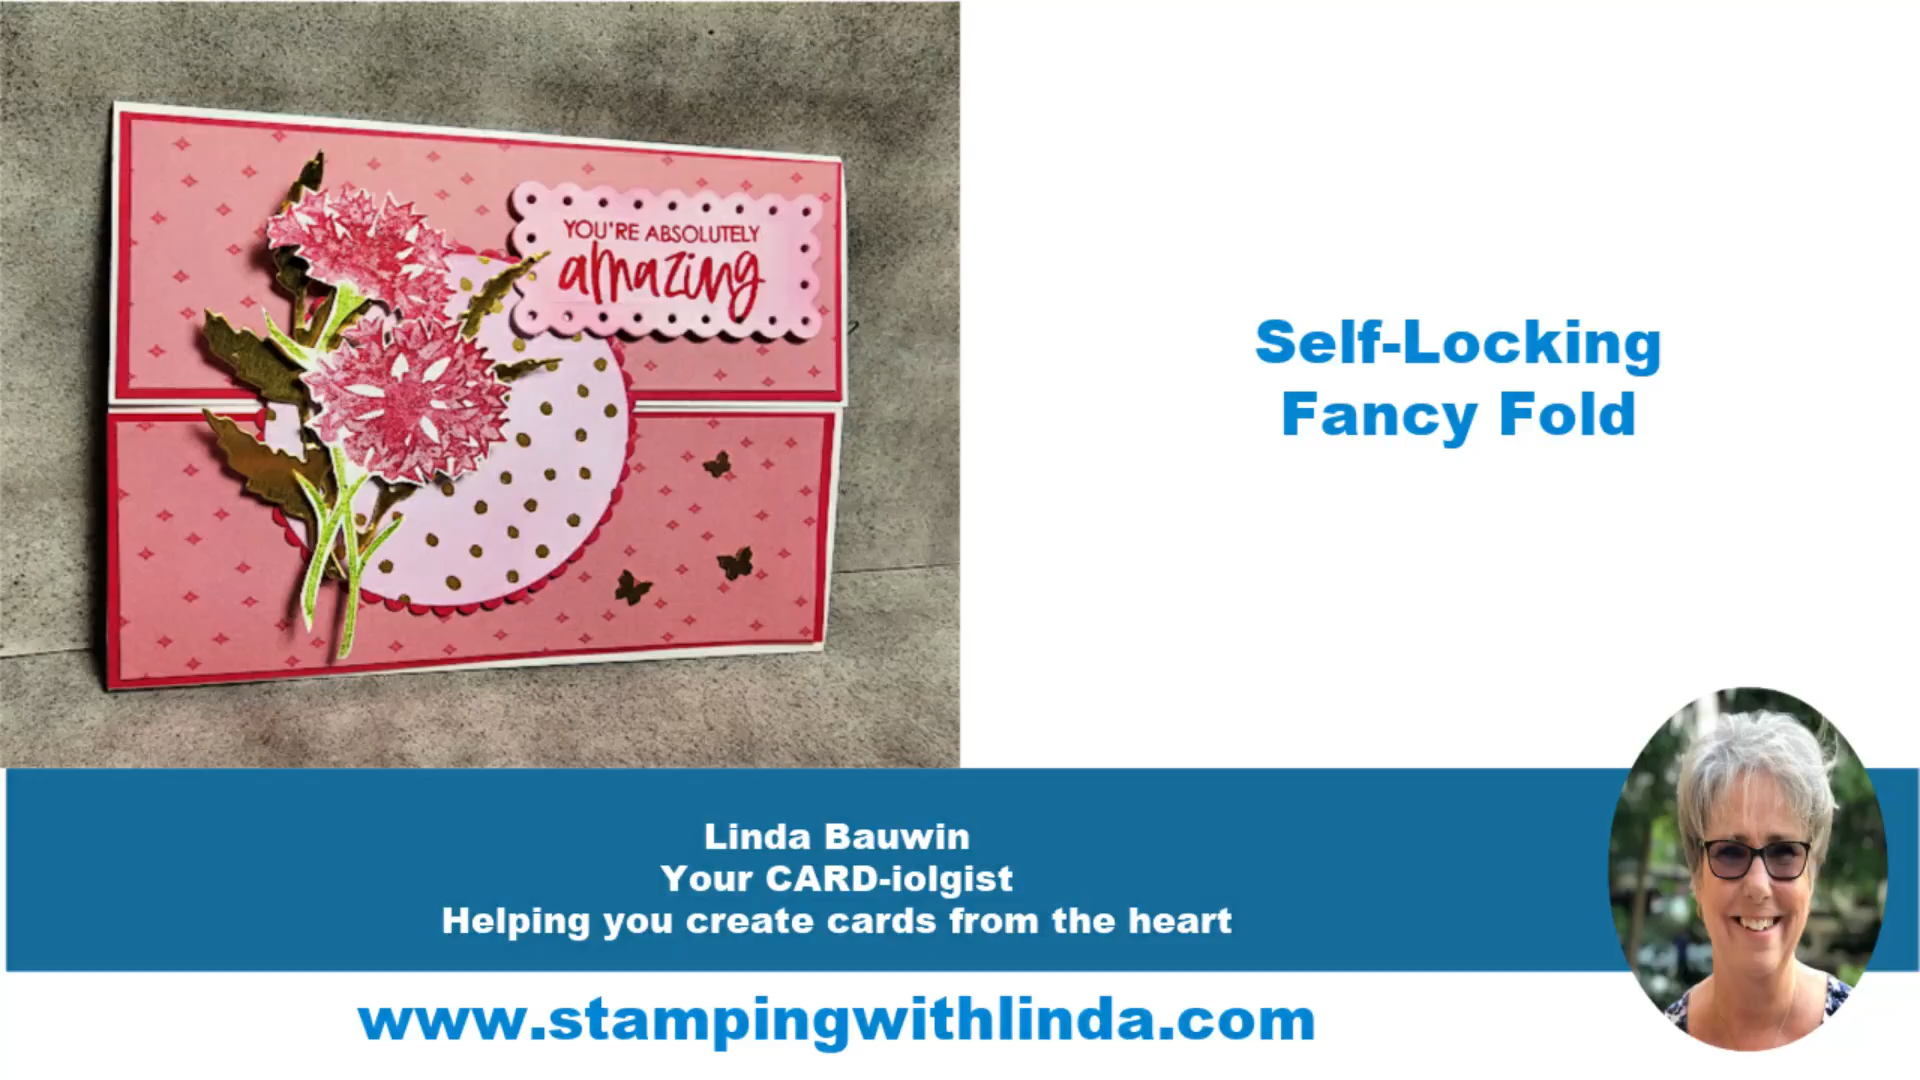 YOU'RE ABSOLUTELY
amazing
Self-Locking
Fancy Fold
Linda Bauwin
Your CARD-iolgist
Helping you create cards from the heart
www.stampingwithlinda.com